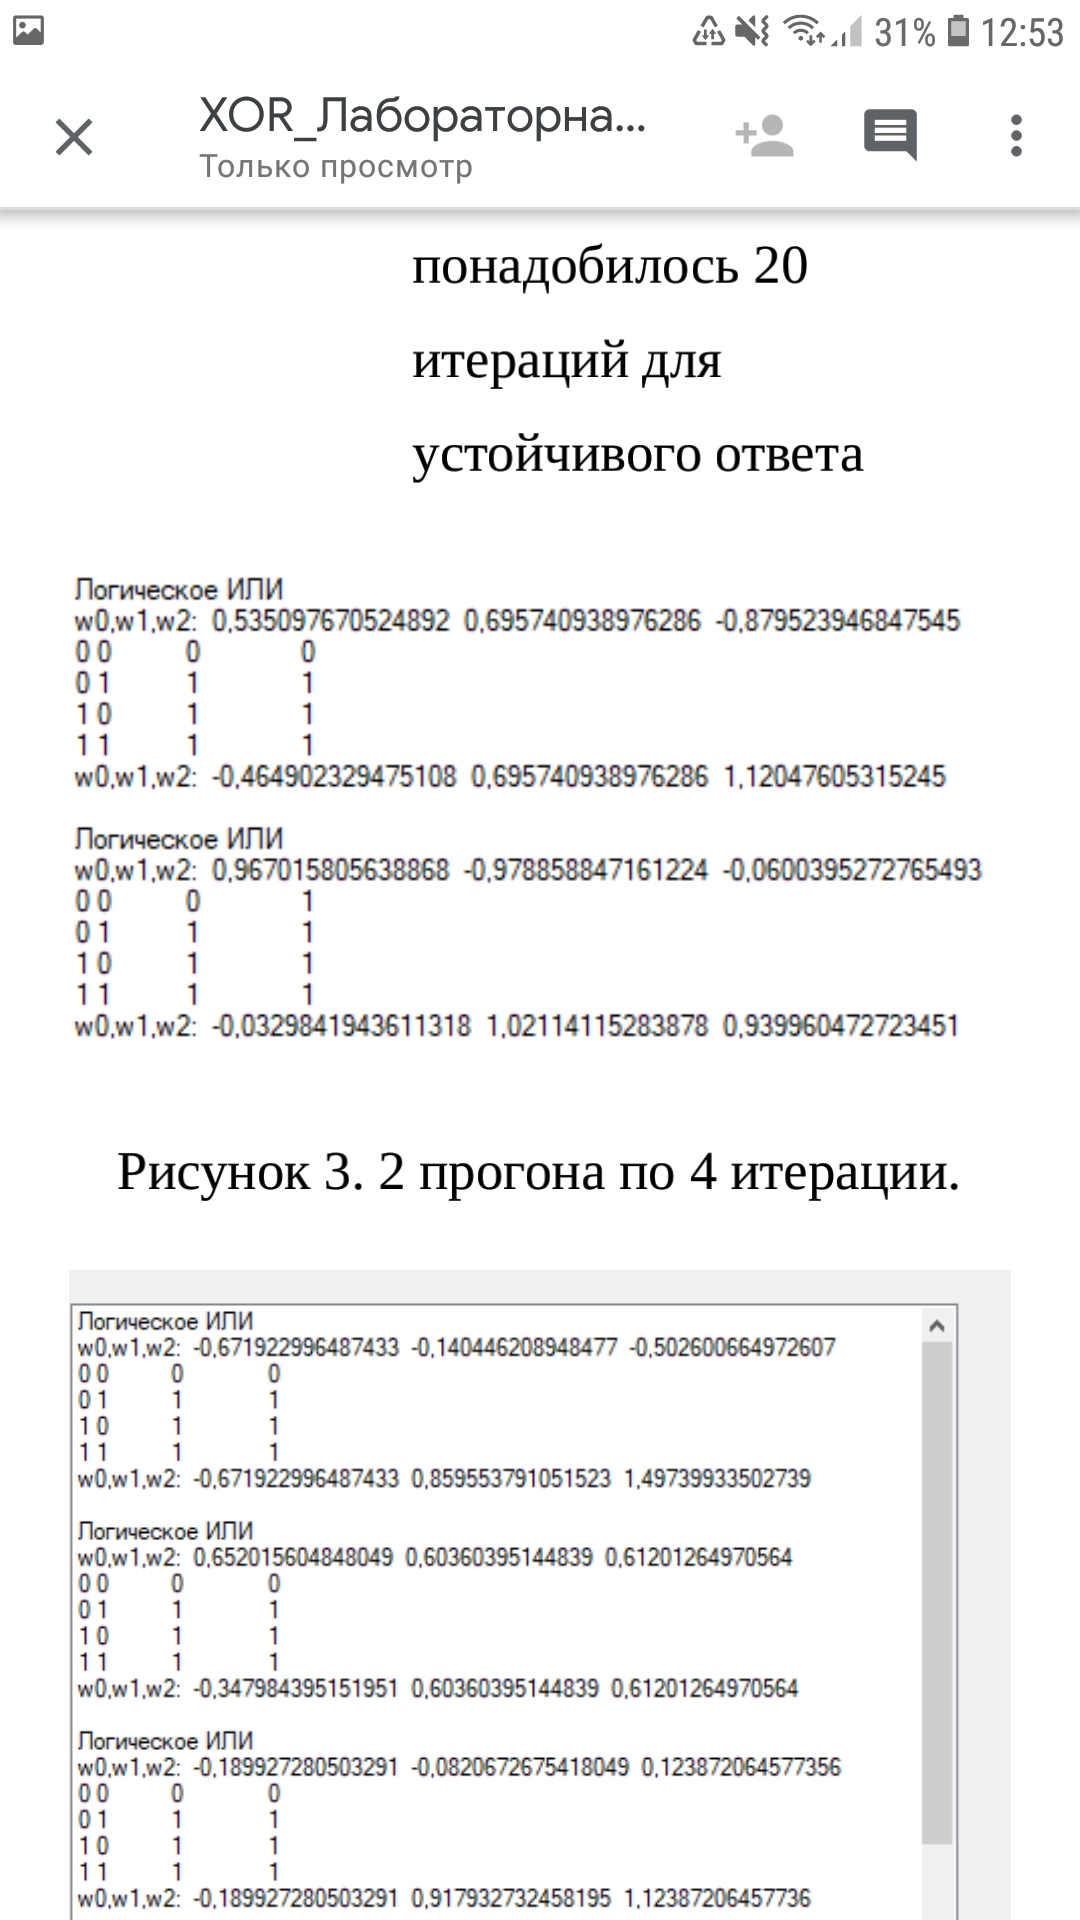 31% 12:53
XOR_Лабораторна...
Только просмотр
понадобилось 20
итераций для
устойчивого ответа
Логическое ИЛИ
w0,w1,w2: 0,535097670524892 0,695740938976286 -0,879523946847545
0 0 0 0
0 1 1 1
1 0 1 1
1 1 1 1
w0,w1,w2: -0,464902329475108 0,695740938976286 1,12047605315245
Логическое ИЛИ
w0,w1,w2: 0,967015805638868 -0,978858847161224 -0,0600395272765493
0 0 0 1
0 1 1 1
1 0 1 1
1 1 1 1
w0,w1,w2: -0,0329841943611318 1,02114115283878 0,939960472723451
Рисунок 3. 2 прогона по 4 итерации.
Логическое ИЛИ
w0,w1,w2: -0,671922996487433 -0,140446208948477 -0,502600664972607
0 0 0 0
0 1 1 1
1 0 1 1
1 1 1 1
w0,w1,w2: -0,671922996487433 0,859553791051523 1,49739933502739
Логическое ИЛИ
w0,w1,w2: 0,652015604848049 0,60360395144839 0,61201264970564
0 0 0 0
0 1 1 1
1 0 1 1
1 1 1 1
w0,w1,w2: -0,347984395151951 0,60360395144839 0,61201264970564
Логическое ИЛИ
w0,w1,w2: -0,189927280503291 -0,0820672675418049 0,123872064577356
0 0 0 0
0 1 1 1
1 0 1 1
1 1 1 1
w0,w1,w2: -0,189927280503291 0,917932732458195 1,12387206457736